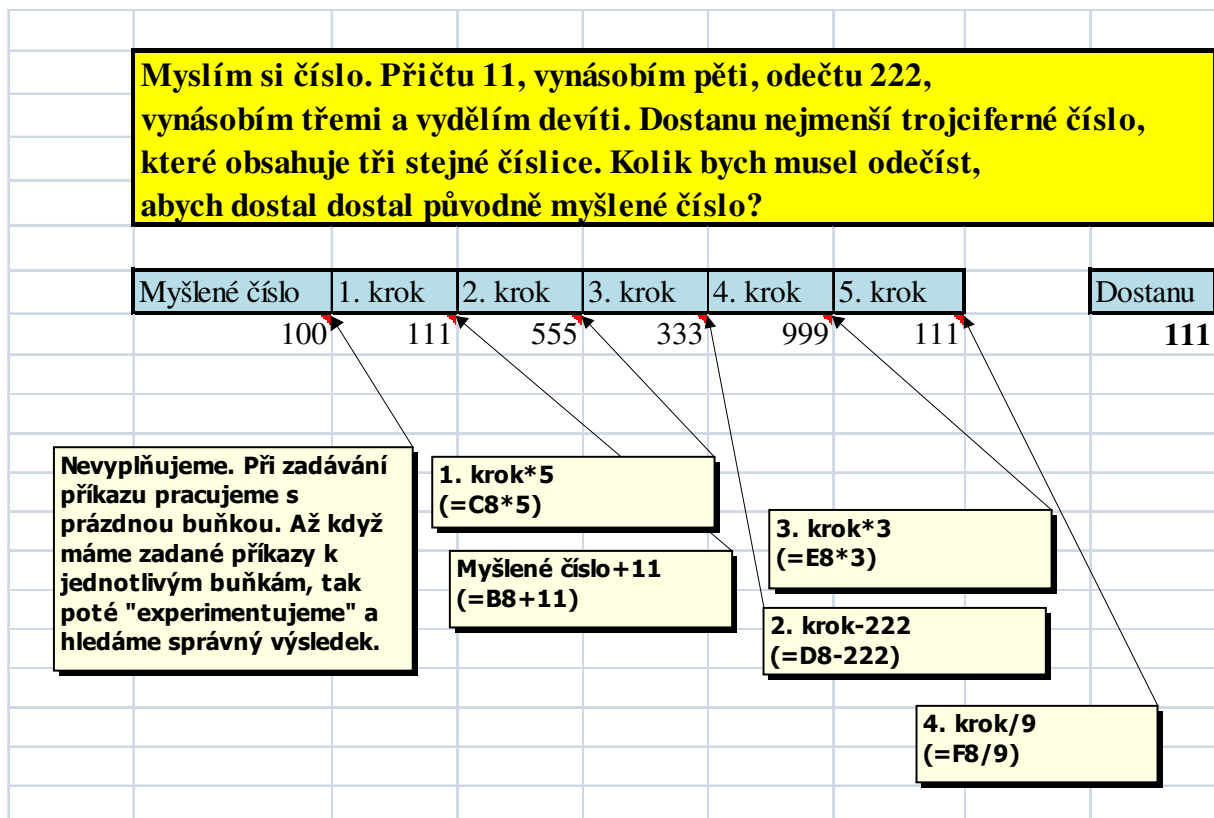 Myslím si číslo. Přičtu 11, vynásobím pěti, odečtu 222,
vynásobím třemi a vydělím devíti. Dostanu nejmenší trojciferné číslo,
které obsahuje tři stejné číslice. Kolik bych musel odečíst,
abych dostal dostal původně myšlené číslo?
Myšlené číslo 1. krok 2. krok 3. krok 4. krok 5. krok Dostanu
100 111 555 333 999 111 111
Nevyplňujeme. Při zadávání
příkazu pracujeme s
prázdnou buňkou. Až když
máme zadané příkazy k
jednotlivým buňkám, tak
poté "experimentujeme" a
hledáme správný výsledek.
1. krok*5
(=C8*5)
Myšlené číslo+11
(=B8+11)
3. krok*3
(=E8*3)
2. krok-222
(=D8-222)
4. krok/9
(=F8/9)